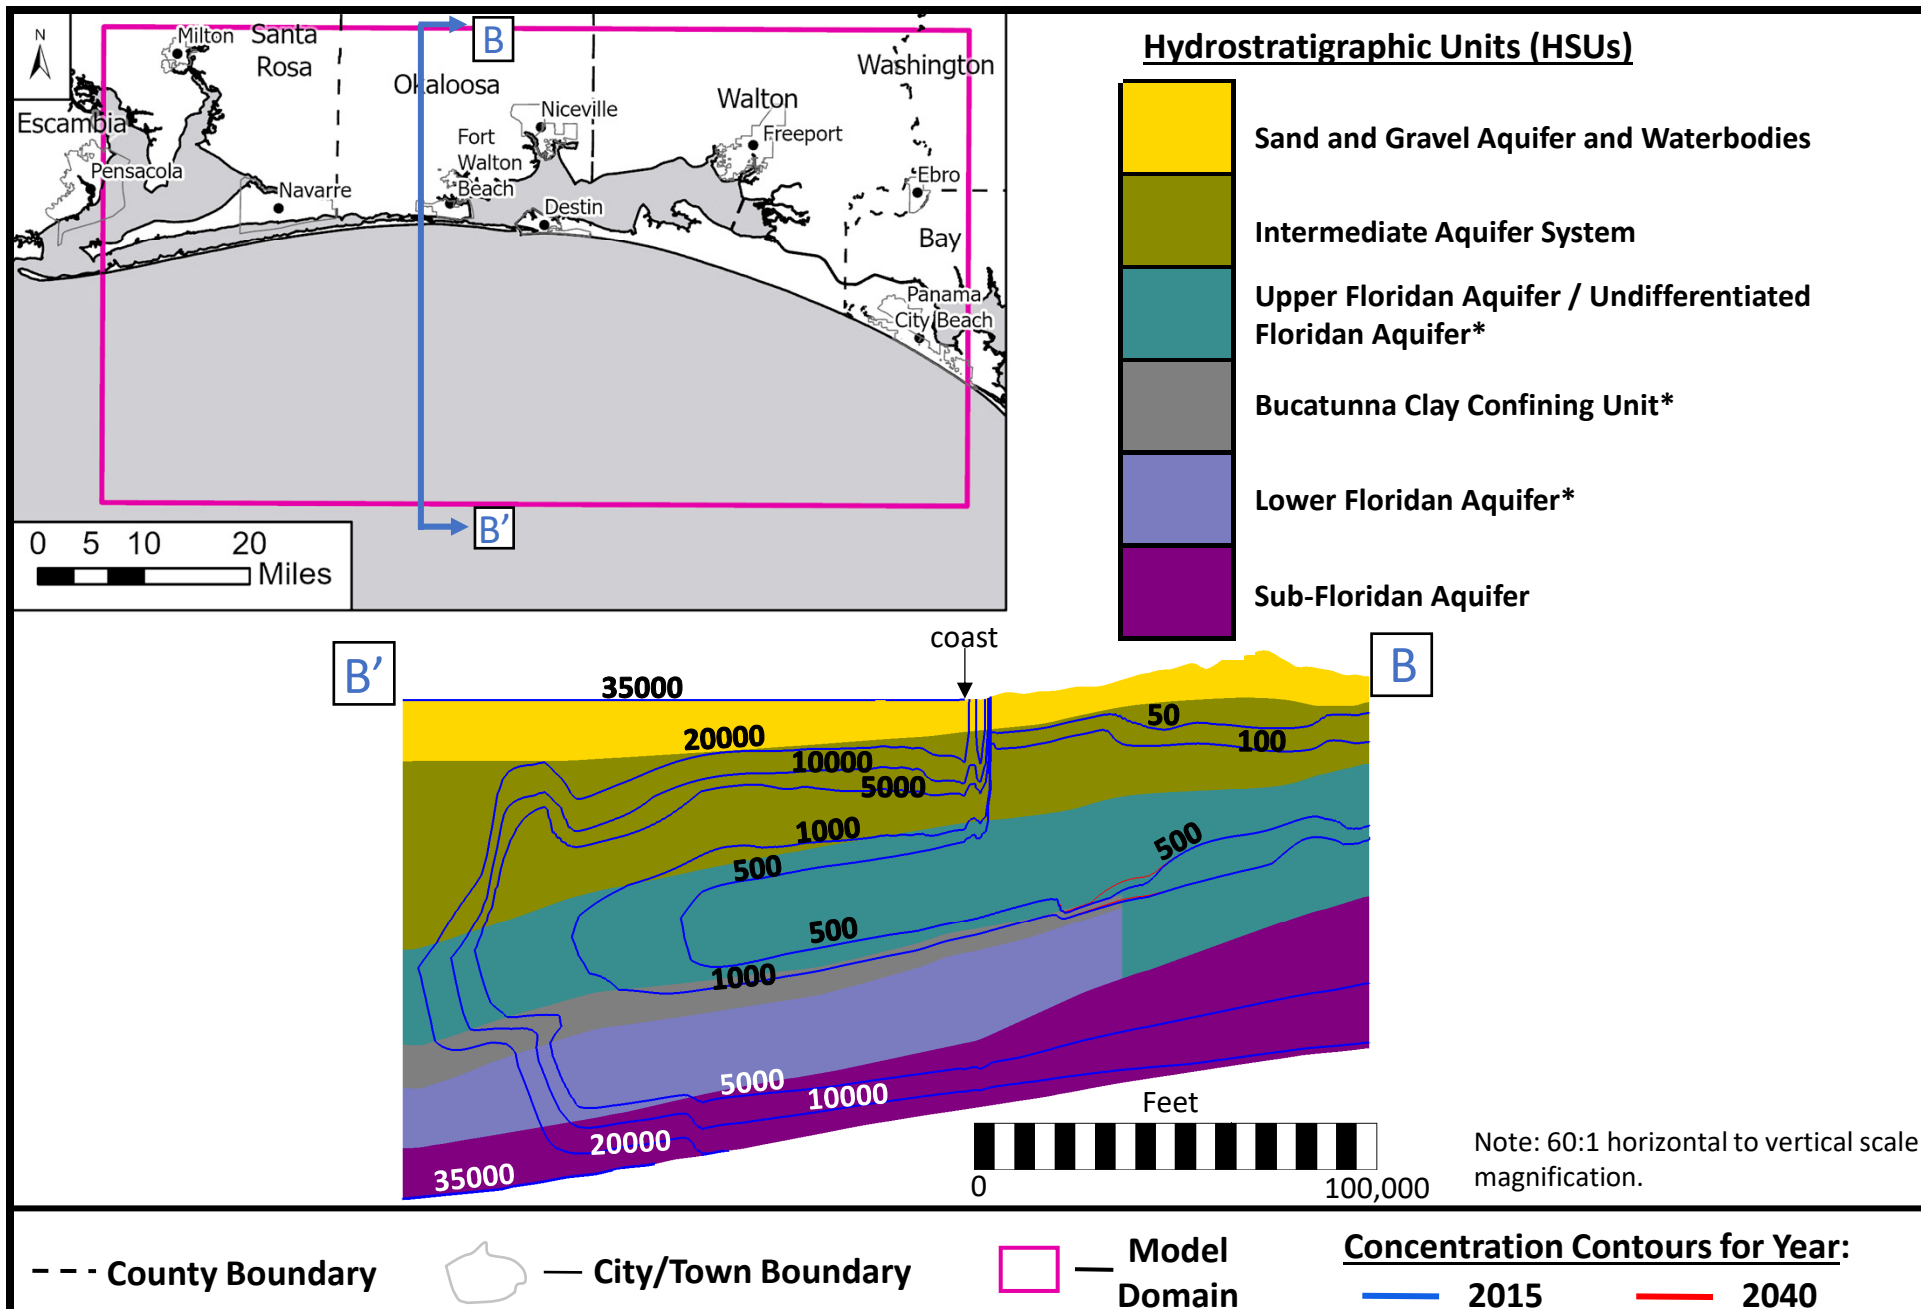 N
Milton
Santa
Rosa
B
Okaloosa
Washington
Escambia
Niceville
Walton
Fort
Walton
Beach
Freeport
Pensacola
Navarre
Ebro
Destin
Bay
Panama
City Beach
B'
0 5 10 20
Miles
Hydrostratigraphic Units (HSUs)
Sand and Gravel Aquifer and Waterbodies
Intermediate Aquifer System
Upper Floridan Aquifer / Undifferentiated
Floridan Aquifer*
Bucatunna Clay Confining Unit*
Lower Floridan Aquifer*
Sub-Floridan Aquifer
coast
B'
B
35000
50
20000
100
10000
5000
1000
500
500
500
1000
5000
10000
20000
35000
Feet
0 100,000
Note: 60:1 horizontal to vertical scale
magnification.
County Boundary
City/Town Boundary
Model
Domain
Concentration Contours for Year:
2015 2040